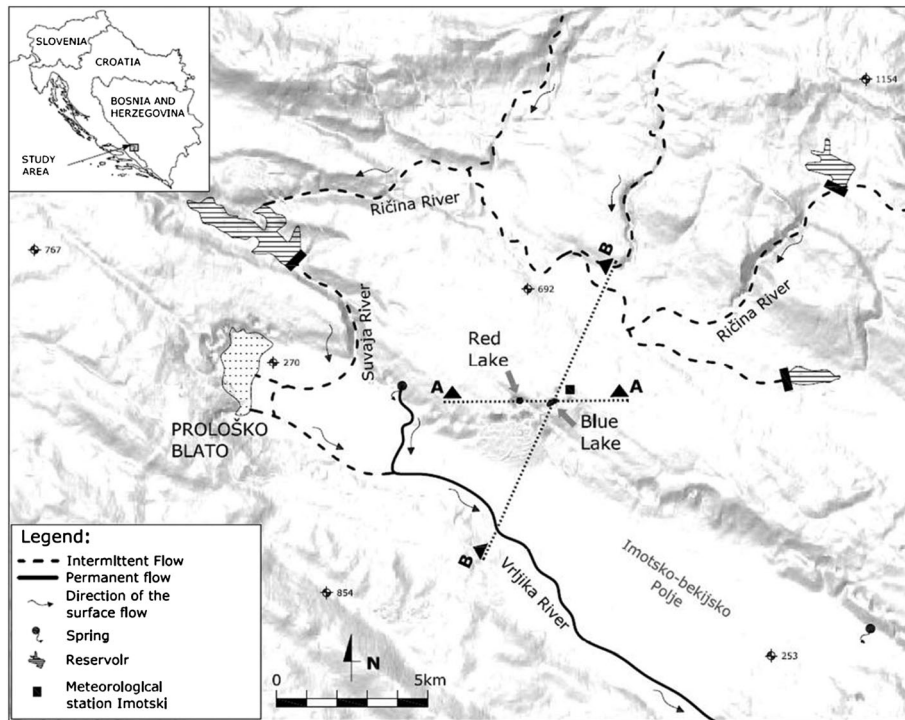 SLOVENIA
CROATIA
BOSNIA AND
HERZEGOVINA
STUDY
AREA
1154
Ričina River
767
B
692
Ričina River
Suvaja River
Red
Lake
270
A
A
Blue
Lake
PROLOŠKO
BLATO
B
Vrljika River
Imotsko-bekijsko
Polje
854
253
N
0
5km
Legend:
Intermittent Flow
Permanent flow
Direction of the
surface flow
Spring
Reservoir
Meteorological
station Imotski